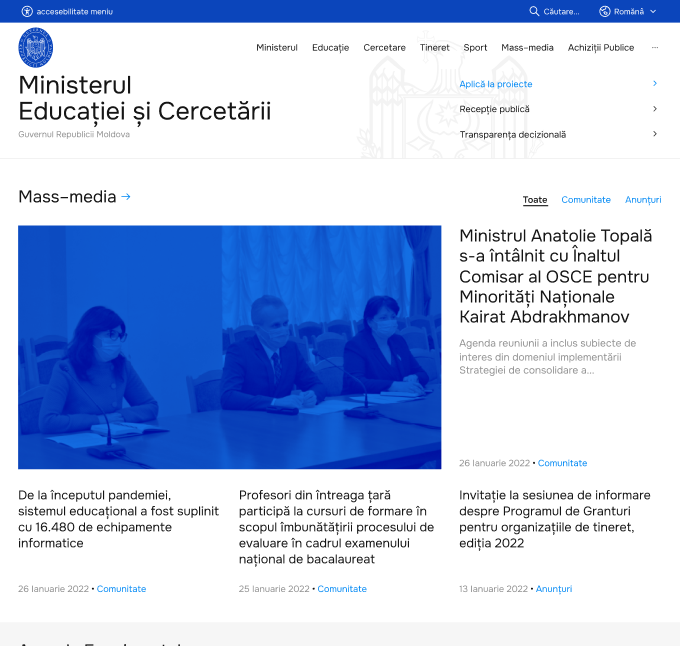 accesebilitate meniu
Căutare...
Română
Ministerul
Educație
Cercetare
Tineret
Sport
Mass–media
Achiziții Publice
...
Ministerul
Educației și Cercetării
Guvernul Republicii Moldova
Aplică la proiecte
Recepție publică
Transparența decizională
Mass–media →
Toate
Comunitate
Anunțuri
Ministrul Anatolie Topală
s-a întâlnit cu Înaltul
Comisar al OSCE pentru
Minorități Naționale
Kairat Abdrakhmanov
Agenda reuniunii a inclus subiecte de
interes din domeniul implementării
Strategiei de consolidare a...
26 Ianuarie 2022 • Comunitate
De la începutul pandemiei,
sistemul educațional a fost suplinit
cu 16.480 de echipamente
informatice
26 Ianuarie 2022 • Comunitate
Profesori din întreaga țară
participă la cursuri de formare în
scopul îmbunătățirii procesului de
evaluare în cadrul examenului
național de bacalaureat
25 Ianuarie 2022 • Comunitate
Invitație la sesiunea de informare
despre Programul de Granturi
pentru organizațiile de tineret,
ediția 2022
13 Ianuarie 2022 • Anunțuri